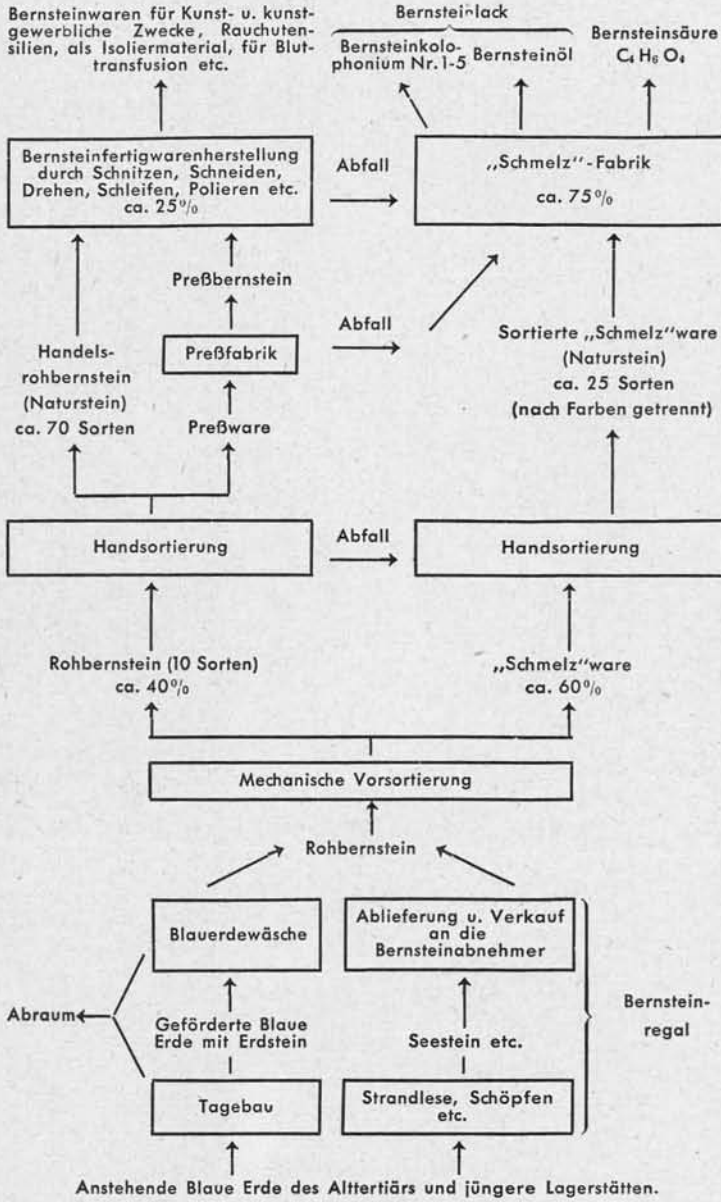 Bernsteinwaren für Kunst- u. kunst-
gewerbliche Zwecke, Rauchuten-
silien, als Isoliermaterial, für Blut-
transfusion etc.
Bernsteinlack
Bernsteinkolo-
phonium Nr. 1-5
Bernsteinöl
Bernsteinsäure
C₄ H₆ O₄
Bernsteinfertigwarenherstellung
durch Schnitzen, Schneiden,
Drehen, Schleifen, Polieren etc.
ca. 25%
Abfall
„Schmelz“-Fabrik
ca. 75%
Preßbernstein
Handels-
rohbernstein
(Naturstein)
ca. 70 Sorten
Preßfabrik
Abfall
Preßware
Sortierte „Schmelz“ware
(Naturstein)
ca. 25 Sorten
(nach Farben getrennt)
Handsortierung
Abfall
Handsortierung
Rohbernstein (10 Sorten)
ca. 40%
„Schmelz“ware
ca. 60%
Mechanische Vorsortierung
Rohbernstein
Blauerdewäsche
Ablieferung u. Verkauf
an die
Bernsteinabnehmer
Abraum
Geförderte Blaue
Erde mit Erdstein
Seestein etc.
Bernstein-
regal
Tagebau
Strandlese, Schöpfen
etc.
Anstehende Blaue Erde des Alttertiärs und jüngere Lagerstätten.